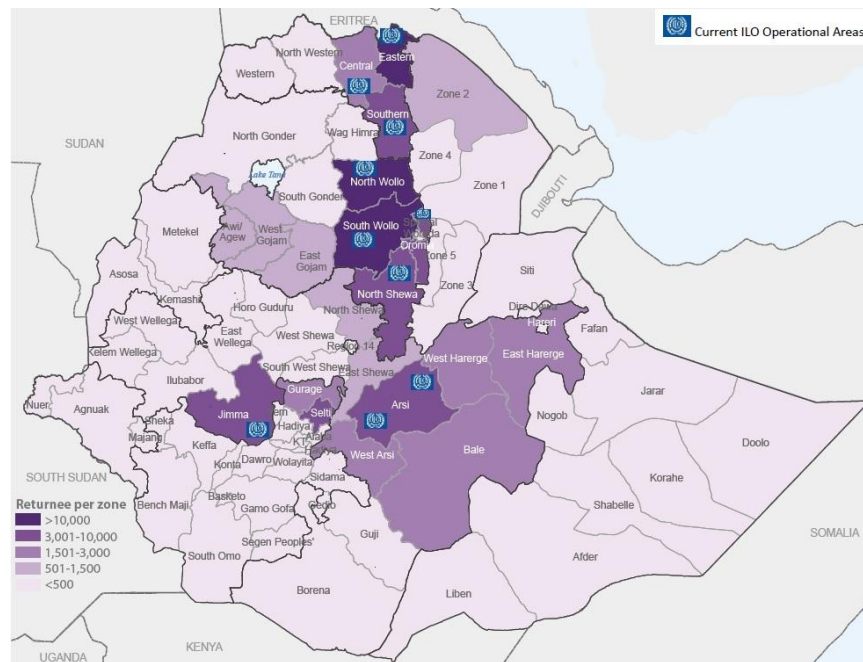 ERITREA
Current ILO Operational Areas
North Western
Central
Eastern
Western
Zone 2
Southern
SUDAN
North Gonder
Wag Himra
Zone 4
Lake Tana
North Wollo
Zone 1
DJIBOUTI
South Gonder
Metekel
Awi/
Agew
West
Gojam
South Wollo
Oromi
Zone 5
East
Gojam
Siti
Asosa
Zone 3
North Shewa
Kemashi
Horo Guduru
North Shewa
Dire Dawa
Hareri
Fafan
West Wellega
East
Wellega
West Shewa
Region 14
West Harerge
East Harerge
Kelem Wellega
South West Shewa
East Shewa
Ilubabor
Gurage
Jarar
Nuer
Agnuak
Jimma
Selti
Arsi
Nogob
Sheka
Hadiya
Majang
Keffa
KT
Bale
Doolo
Dawro
Wolayita
West Arsi
SOUTH SUDAN
Konta
Sidama
Korahe
Returnee per zone
Basketo
Shabelle
>10,000
Bench Maji
Gamo Gofa
Gedio
3,001-10,000
Guji
SOMALIA
1,501-3,000
Segen Peoples'
501-1,500
South Omo
Afder
<500
Borena
Liben
KENYA
UGANDA